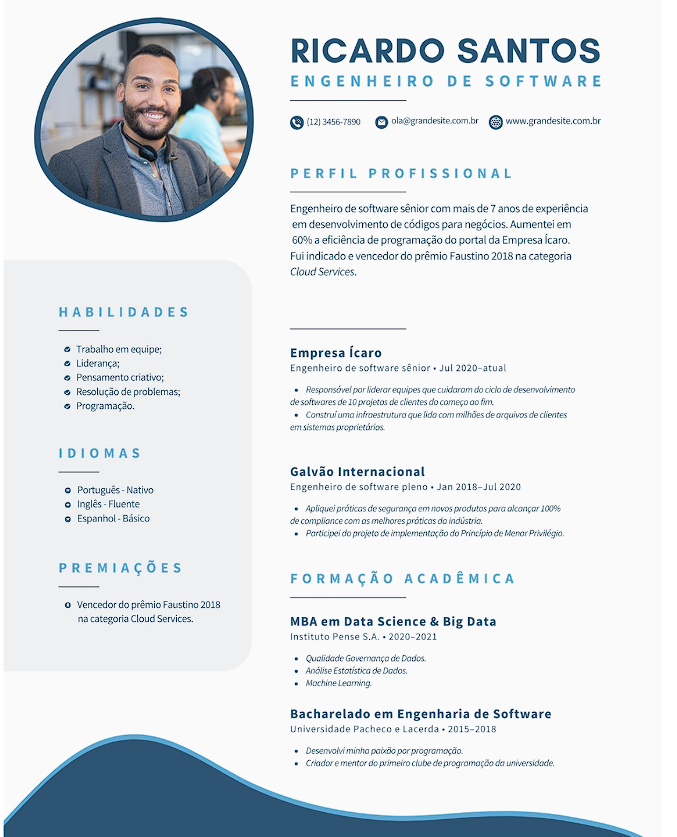 RICARDO SANTOS
ENGENHEIRO DE SOFTWARE
(12) 3456-7890 ola@grandesite.com.br www.grandesite.com.br
PERFIL PROFISSIONAL
Engenheiro de software sênior com mais de 7 anos de experiência
em desenvolvimento de códigos para negócios. Aumentei em
60% a eficiência de programação do portal da Empresa Ícaro.
Fui indicado e vencedor do prêmio Faustino 2018 na categoria
Cloud Services.
HABILIDADES
Trabalho em equipe;
Liderança;
Pensamento criativo;
Resolução de problemas;
Programação.
IDIOMAS
Português - Nativo
Inglês - Fluente
Espanhol - Básico
PREMIAÇÕES
Vencedor do prêmio Faustino 2018
na categoria Cloud Services.
Empresa Ícaro
Engenheiro de software sênior • Jul 2020–atual
• Responsável por liderar equipes que cuidaram do ciclo de desenvolvimento
de softwares de 10 projetos de clientes do começo ao fim.
• Construí uma infraestrutura que lida com milhões de arquivos de clientes
em sistemas proprietários.
Galvão Internacional
Engenheiro de software pleno • Jan 2018–Jul 2020
• Apliquei práticas de segurança em novos produtos para alcançar 100%
de compliance com as melhores práticas da indústria.
• Participei do projeto de implementação do Princípio de Menor Privilégio.
FORMAÇÃO ACADÊMICA
MBA em Data Science & Big Data
Instituto Pense S.A. • 2020–2021
• Qualidade Governança de Dados.
• Análise Estatística de Dados.
• Machine Learning.
Bacharelado em Engenharia de Software
Universidade Pacheco e Lacerda • 2015–2018
• Desenvolvi minha paixão por programação.
• Criador e mentor do primeiro clube de programação da universidade.